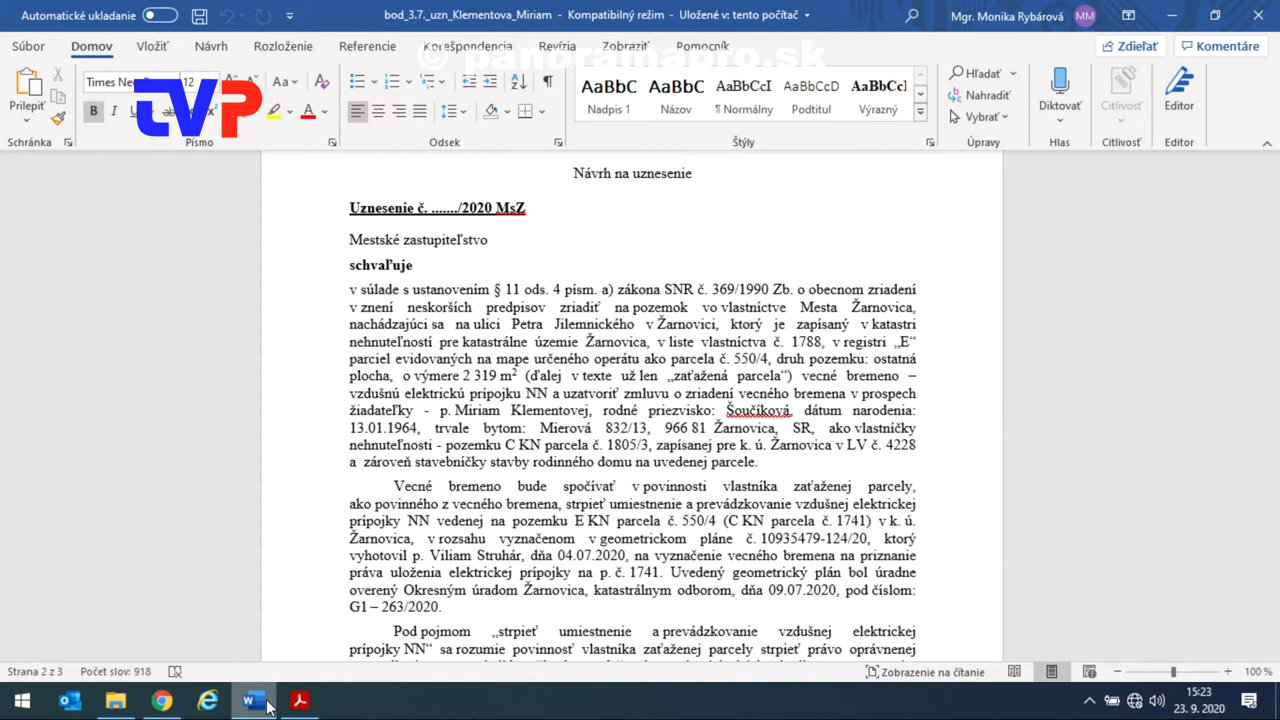 Automatické ukladanie
bod_3.7._uzn_Klementova_Miriam - Kompatibilný režim - Uložené v: tento počítač
Mgr. Monika Rybárová MM
Súbor Domov Vložiť Návrh Rozloženie Referencie Korešpondencia Revízia Zobraziť Pomocník Zdieľať Komentáre
© panoramapro.sk
Prilepiť
12
Aa
B I
TVP
AaBbC AaBbC AaBbCcI AaBbCcD AaBbCcI
Nadpis 1 Názov ¶ Normálny Podtitul Výrazný
Hľadať
Nahradiť
Vybrať
Diktovať Citlivosť Editor
Schránka Písmo Odsek Štýly Úpravy Hlas Citlivosť Editor
Návrh na uznesenie
Uznesenie č. ......./2020 MsZ
Mestské zastupiteľstvo
schvaľuje
v súlade s ustanovením § 11 ods. 4 písm. a) zákona SNR č. 369/1990 Zb. o obecnom zriadení
v znení neskorších predpisov zriadiť na pozemok vo vlastníctve Mesta Žarnovica,
nachádzajúci sa na ulici Petra Jilemnického v Žarnovici, ktorý je zapísaný v katastri
nehnuteľností pre katastrálne územie Žarnovica, v liste vlastníctva č. 1788, v registri „E“
parciel evidovaných na mape určeného operátu ako parcela č. 550/4, druh pozemku: ostatná
plocha, o výmere 2 319 m² (ďalej v texte už len „zaťažená parcela“) vecné bremeno –
vzdušnú elektrickú prípojku NN a uzatvoriť zmluvu o zriadení vecného bremena v prospech
žiadateľky - p. Miriam Klementovej, rodné priezvisko: Šoučíková, dátum narodenia:
13.01.1964, trvale bytom: Mierová 832/13, 966 81 Žarnovica, SR, ako vlastníčky
nehnuteľnosti - pozemku C KN parcela č. 1805/3, zapísanej pre k. ú. Žarnovica v LV č. 4228
a zároveň stavebníčky stavby rodinného domu na uvedenej parcele.
Vecné bremeno bude spočívať v povinnosti vlastníka zaťaženej parcely,
ako povinného z vecného bremena, strpieť umiestnenie a prevádzkovanie vzdušnej elektrickej
prípojky NN vedenej na pozemku E KN parcela č. 550/4 (C KN parcela č. 1741) v k. ú.
Žarnovica, v rozsahu vyznačenom v geometrickom pláne č. 10935479-124/20, ktorý
vyhotovil p. Viliam Struhár, dňa 04.07.2020, na vyznačenie vecného bremena na priznanie
práva uloženia elektrickej prípojky na p. č. 1741. Uvedený geometrický plán bol úradne
overený Okresným úradom Žarnovica, katastrálnym odborom, dňa 09.07.2020, pod číslom:
G1 – 263/2020.
Pod pojmom „strpieť umiestnenie a prevádzkovanie vzdušnej elektrickej
prípojky NN“ sa rozumie povinnosť vlastníka zaťaženej parcely strpieť právo oprávnenej
Strana 2 z 3 Počet slov: 918 Zobrazenie na čítanie 100 %
15:23
23. 9. 2020